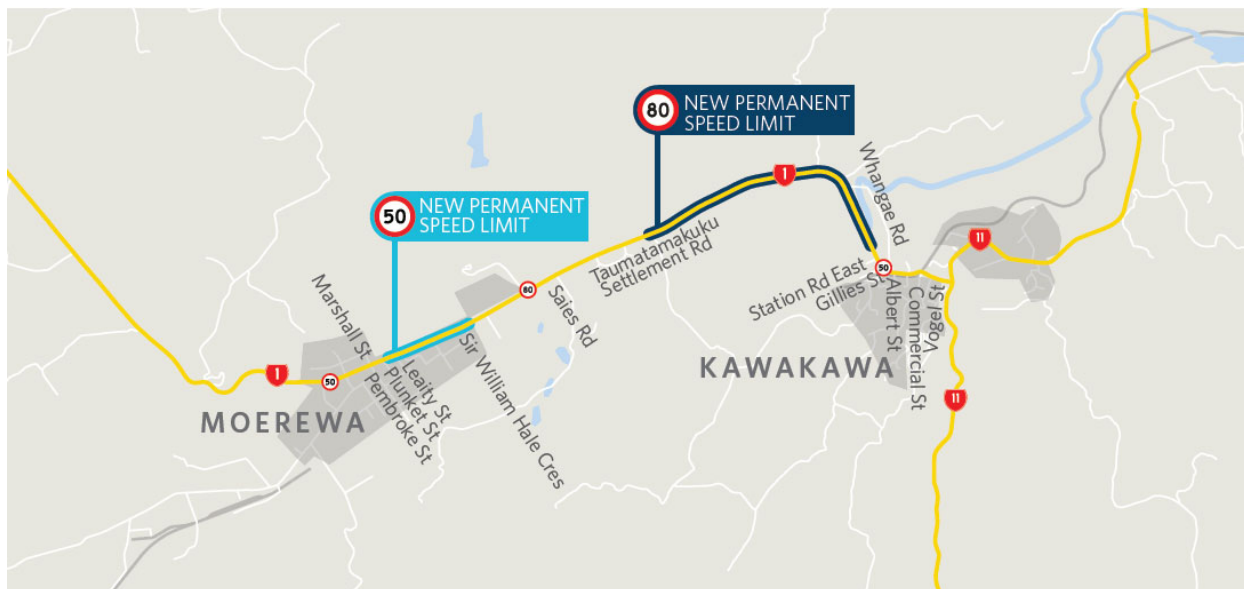 80
NEW PERMANENT
SPEED LIMIT
50
NEW PERMANENT
SPEED LIMIT
1
Whangae Rd
11
Taumatamakuku
Settlement Rd
Station Rd East
Gillies St
50
Albert St
Commercial St
Vogel St
80
Saies Rd
Marshall St
1
50
Leaity St
Plunket St
Pembroke St
Sir William Hale Cres
KAWAKAWA
11
MOEREWA